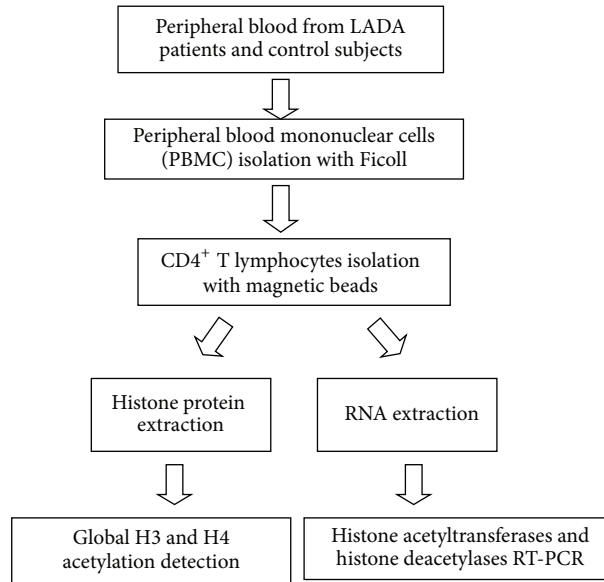 Peripheral blood from LADA
patients and control subjects
Peripheral blood mononuclear cells
(PBMC) isolation with Ficoll
CD4⁺ T lymphocytes isolation
with magnetic beads
Histone protein
extraction
RNA extraction
Global H3 and H4
acetylation detection
Histone acetyltransferases and
histone deacetylases RT-PCR